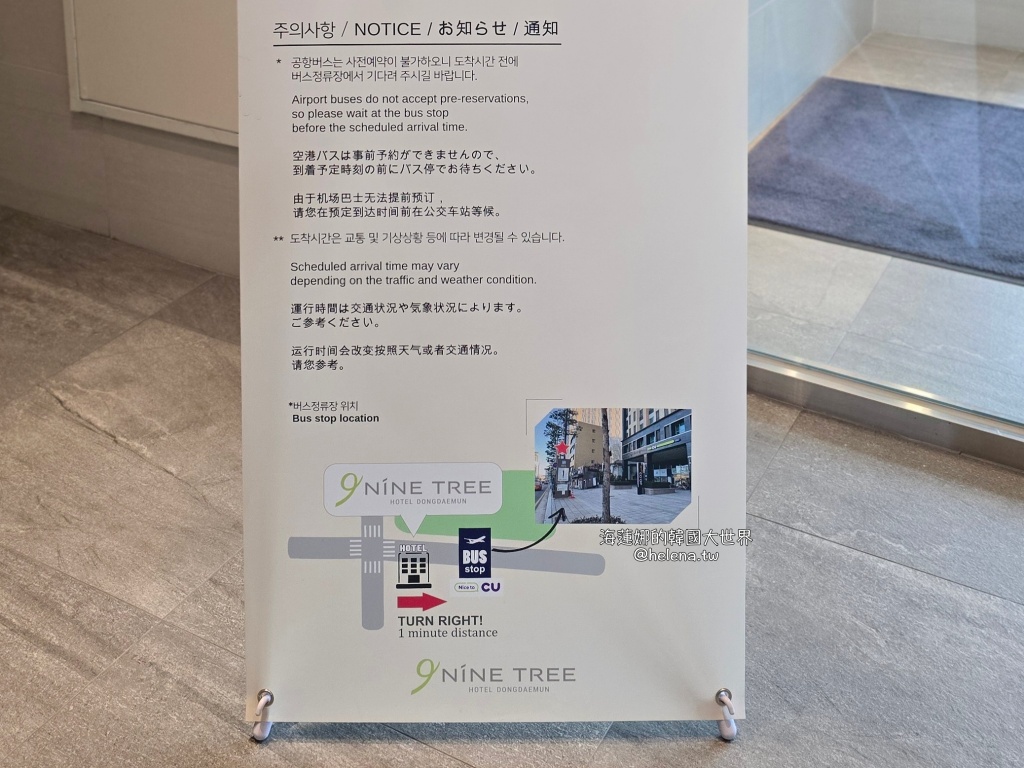 주의사항 / NOTICE / お知らせ / 通知
* 공항버스는 사전예약이 불가하오니 도착시간 전에
버스정류장에서 기다려 주시길 바랍니다.
Airport buses do not accept pre-reservations,
so please wait at the bus stop
before the scheduled arrival time.
空港バスは事前予約ができませんので、
到着予定時刻の前にバス停でお待ちください。
由于机场巴士无法提前预订，
请您在预定到达时间前在公交车站等候。
** 도착시간은 교통 및 기상상황 등에 따라 변경될 수 있습니다.
Scheduled arrival time may vary
depending on the traffic and weather condition.
運行時間は交通状況や気象状況によります。
ご参考ください。
运行时间会改变按照天气或者交通情况。
请您参考。
*버스정류장 위치
Bus stop location
9 NíNE TREE
HOTEL DONGDAEMUN
海蓮娜的韓國大世界
@helena.tw
HOTEL
BUS
stop
Nice to CU
TURN RIGHT!
1 minute distance
9 NíNE TREE
HOTEL DONGDAEMUN